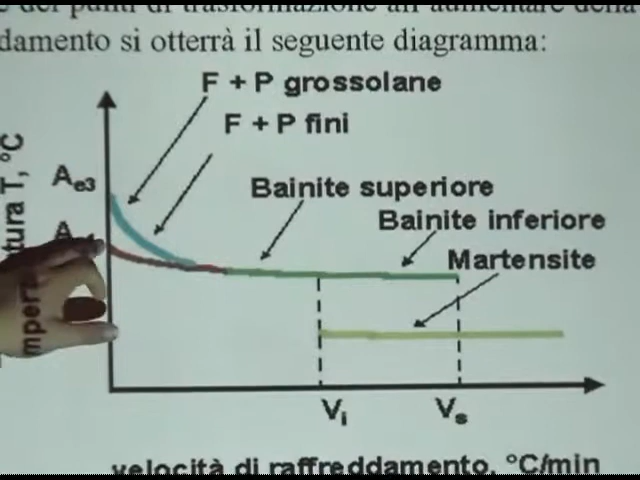 dei punti di trasformazione all'aumentare della
damento si otterrà il seguente diagramma:
F + P grossolane
F + P fini
Ae3
Bainite superiore
Bainite inferiore
Martensite
Vi
Vs
velocità di raffreddamento, °C/min